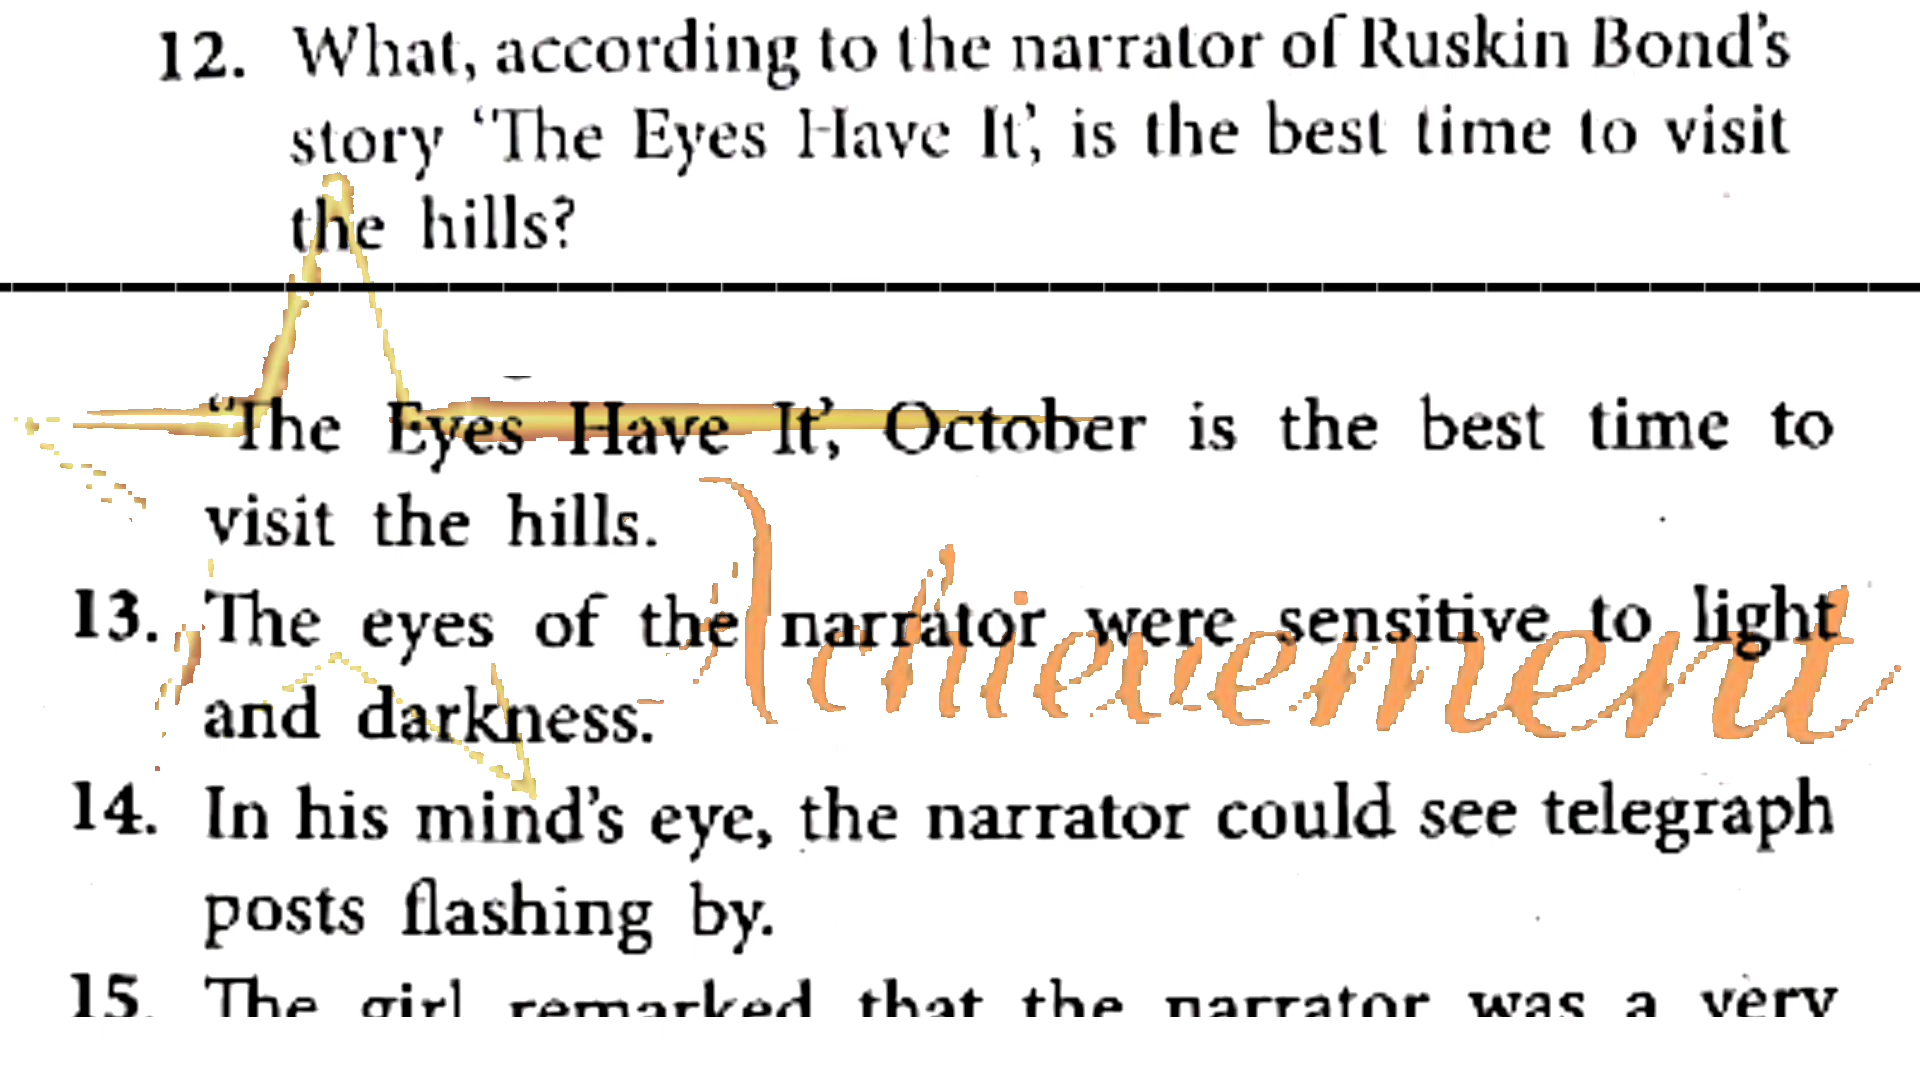 12. What, according to the narrator of Ruskin Bond's
story 'The Eyes Have It', is the best time to visit
the hills?
'The Eyes Have It', October is the best time to
visit the hills.
Achievement
13. The eyes of the narrator were sensitive to light
and darkness.
14. In his mind's eye, the narrator could see telegraph
posts flashing by.
15. The girl remarked that the narrator was a very